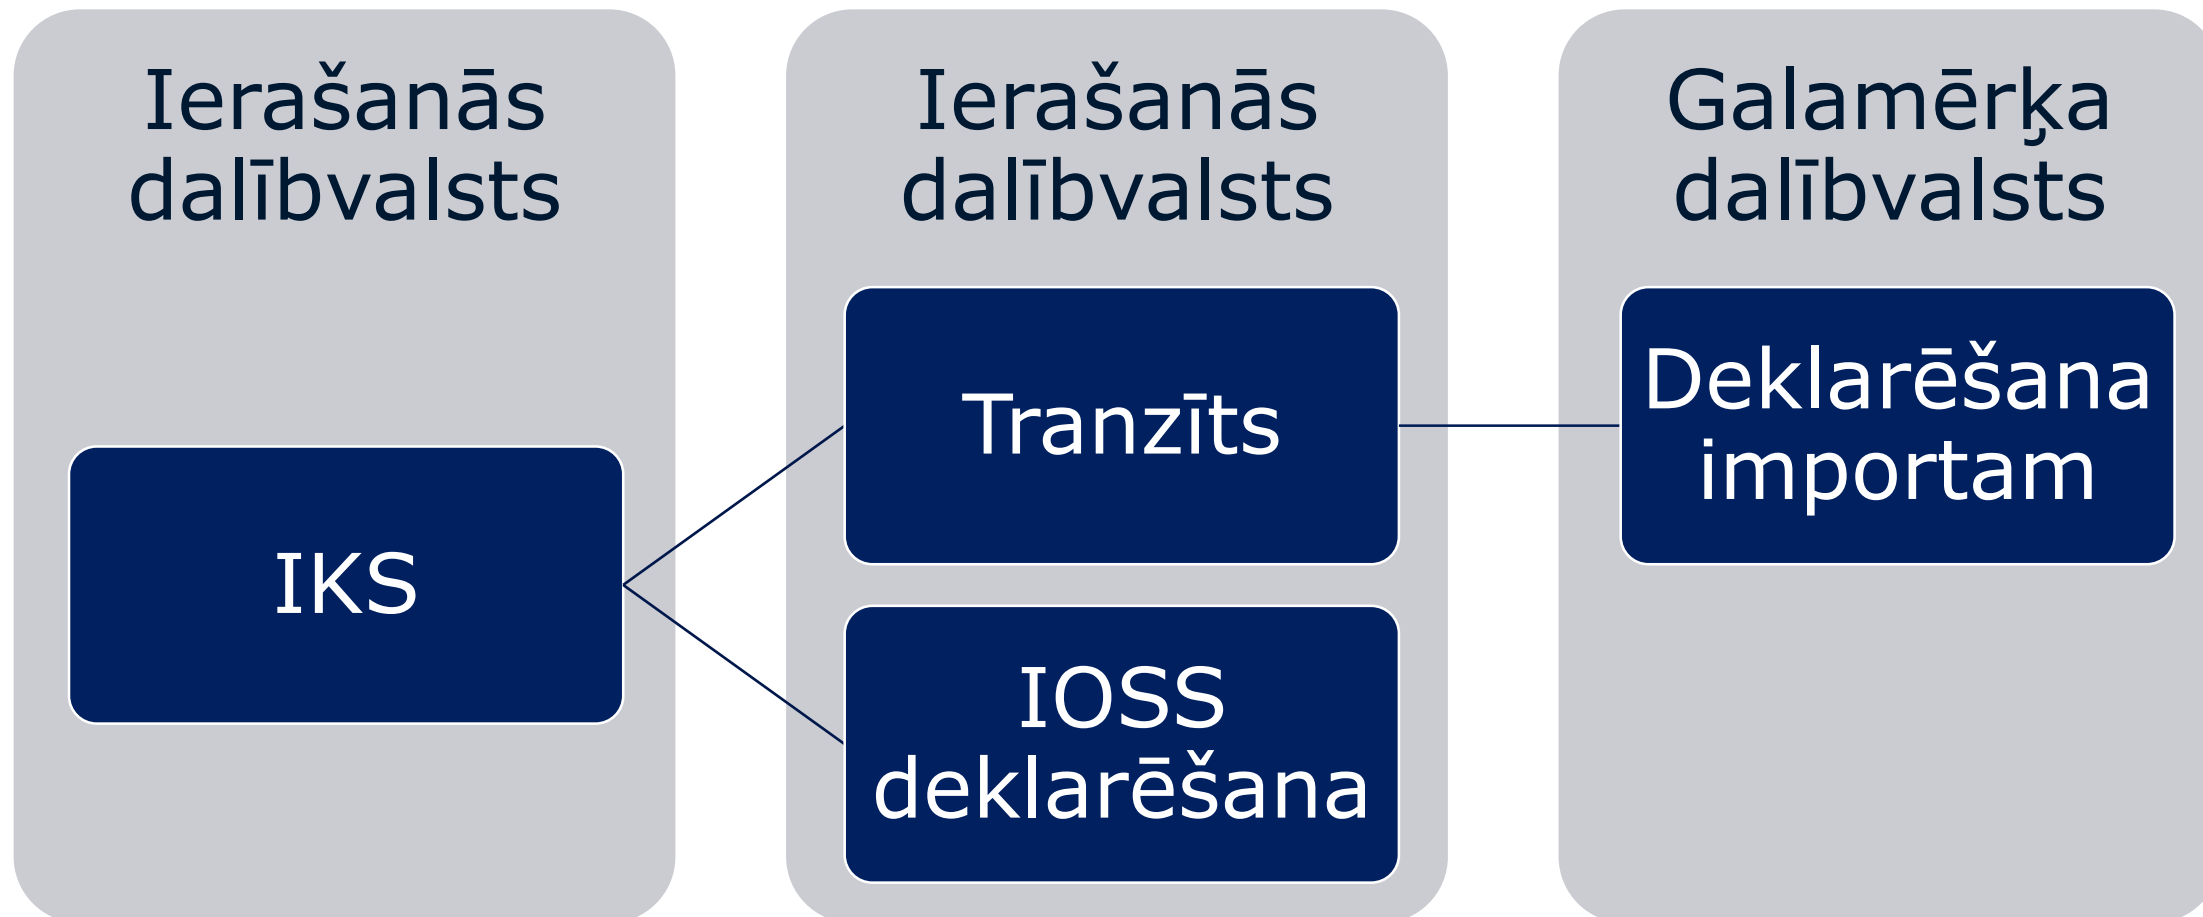 Ierašanās
dalībvalsts
IKS
Ierašanās
dalībvalsts
Tranzīts
IOSS
deklarēšana
Galamērķa
dalībvalsts
Deklarēšana
importam